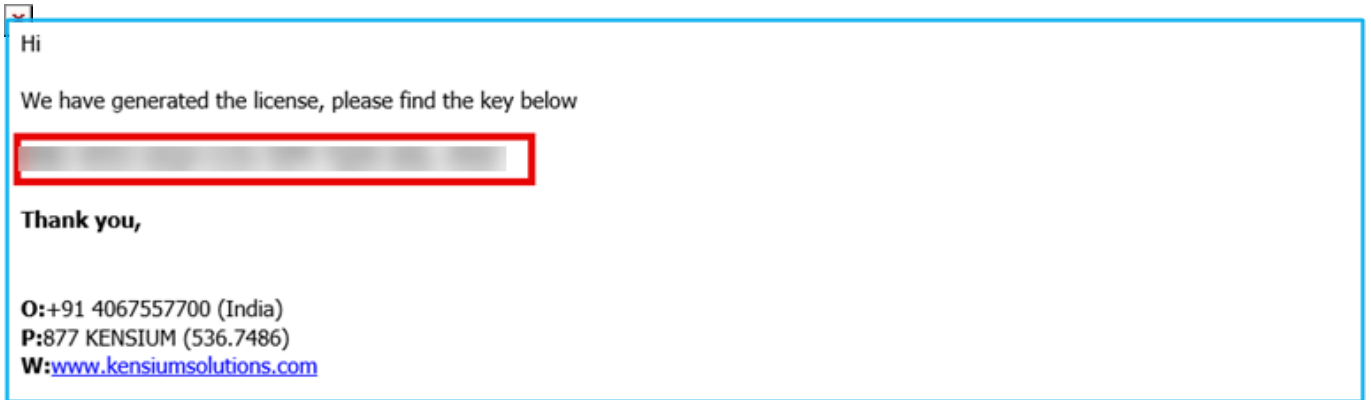 Hi
We have generated the license, please find the key below
Thank you,
O:+91 4067557700 (India)
P:877 KENSIUM (536.7486)
W:www.kensiumsolutions.com